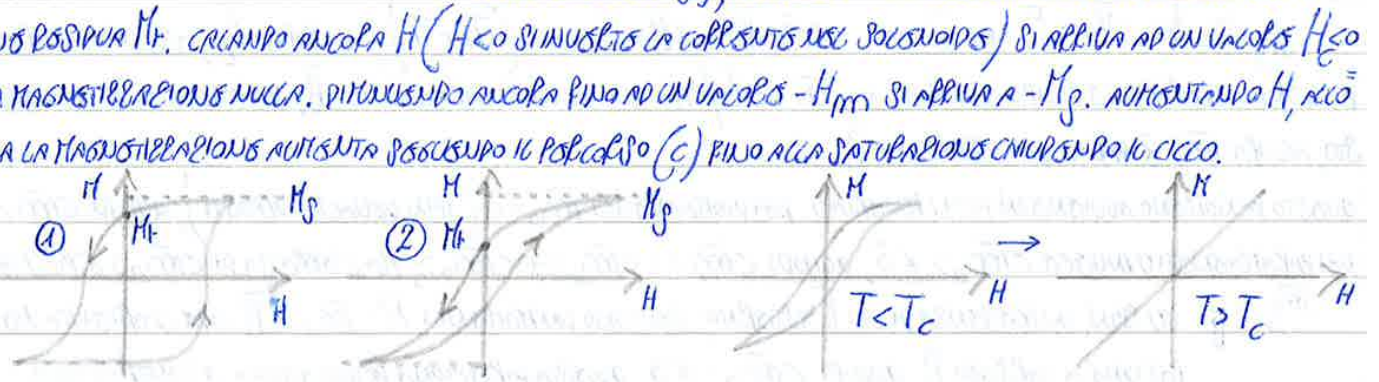 RESIDUA Mr. CALANDO ANCORA H (H<0 SI INVERTE LA CORRENTE NEL SOLENOIDE) SI ARRIVA AD UN VALORE Hc<0
MAGNETIZZAZIONE NULLA. DIMINUENDO ANCORA FINO AD UN VALORE -Hm SI ARRIVA A -Ms. AUMENTANDO H, ALLO=
A LA MAGNETIZZAZIONE AUMENTA SEGUENDO IL PERCORSO (C) FINO ALLA SATURAZIONE CHIUDENDO IL CICLO.
M Ms M Ms M M
① Mr ② Mr →
H H T<Tc H T>Tc H